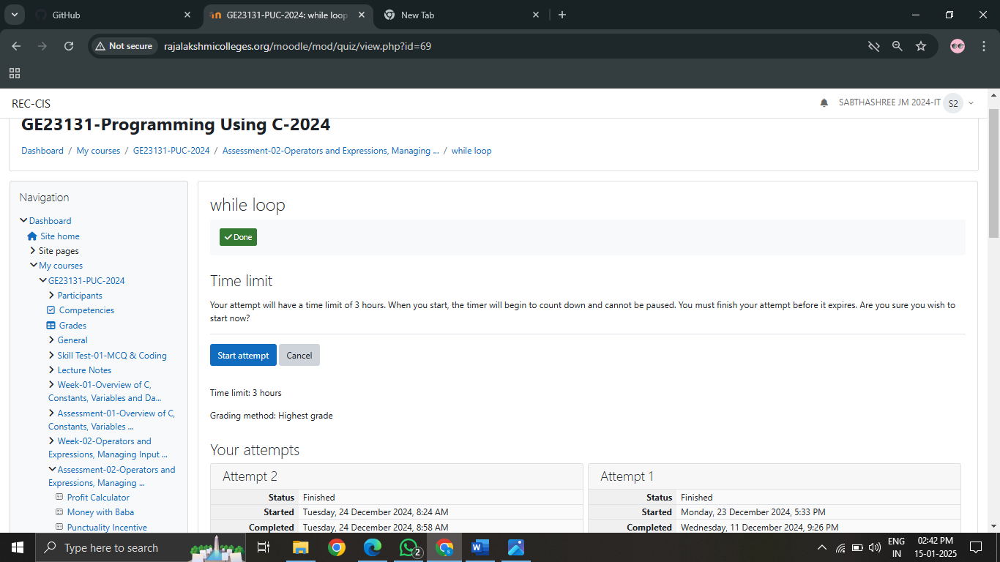 GitHub
GE23131-PUC-2024: while loop
New Tab
Not secure
rajalakshmicolleges.org/moodle/mod/quiz/view.php?id=69
REC-CIS
SABTHASHREE JM 2024-IT
S2
GE23131-Programming Using C-2024
Dashboard / My courses / GE23131-PUC-2024 / Assessment-02-Operators and Expressions, Managing ... / while loop
Navigation
Dashboard
Site home
Site pages
My courses
GE23131-PUC-2024
Participants
Competencies
Grades
General
Skill Test-01-MCQ & Coding
Lecture Notes
Week-01-Overview of C,
Constants, Variables and Da...
Assessment-01-Overview of C,
Constants, Variables ...
Week-02-Operators and
Expressions, Managing Input ...
Assessment-02-Operators and
Expressions, Managing ...
Profit Calculator
Money with Baba
Punctuality Incentive
while loop
Done
Time limit
Your attempt will have a time limit of 3 hours. When you start, the timer will begin to count down and cannot be paused. You must finish your attempt before it expires. Are you sure you wish to
start now?
Start attempt
Cancel
Time limit: 3 hours
Grading method: Highest grade
Your attempts
Attempt 2
Status Finished
Started Tuesday, 24 December 2024, 8:24 AM
Completed Tuesday, 24 December 2024, 8:58 AM
Attempt 1
Status Finished
Started Monday, 23 December 2024, 5:33 PM
Completed Wednesday, 11 December 2024, 9:26 PM
Type here to search
2
ENG
IN
02:42 PM
15-01-2025